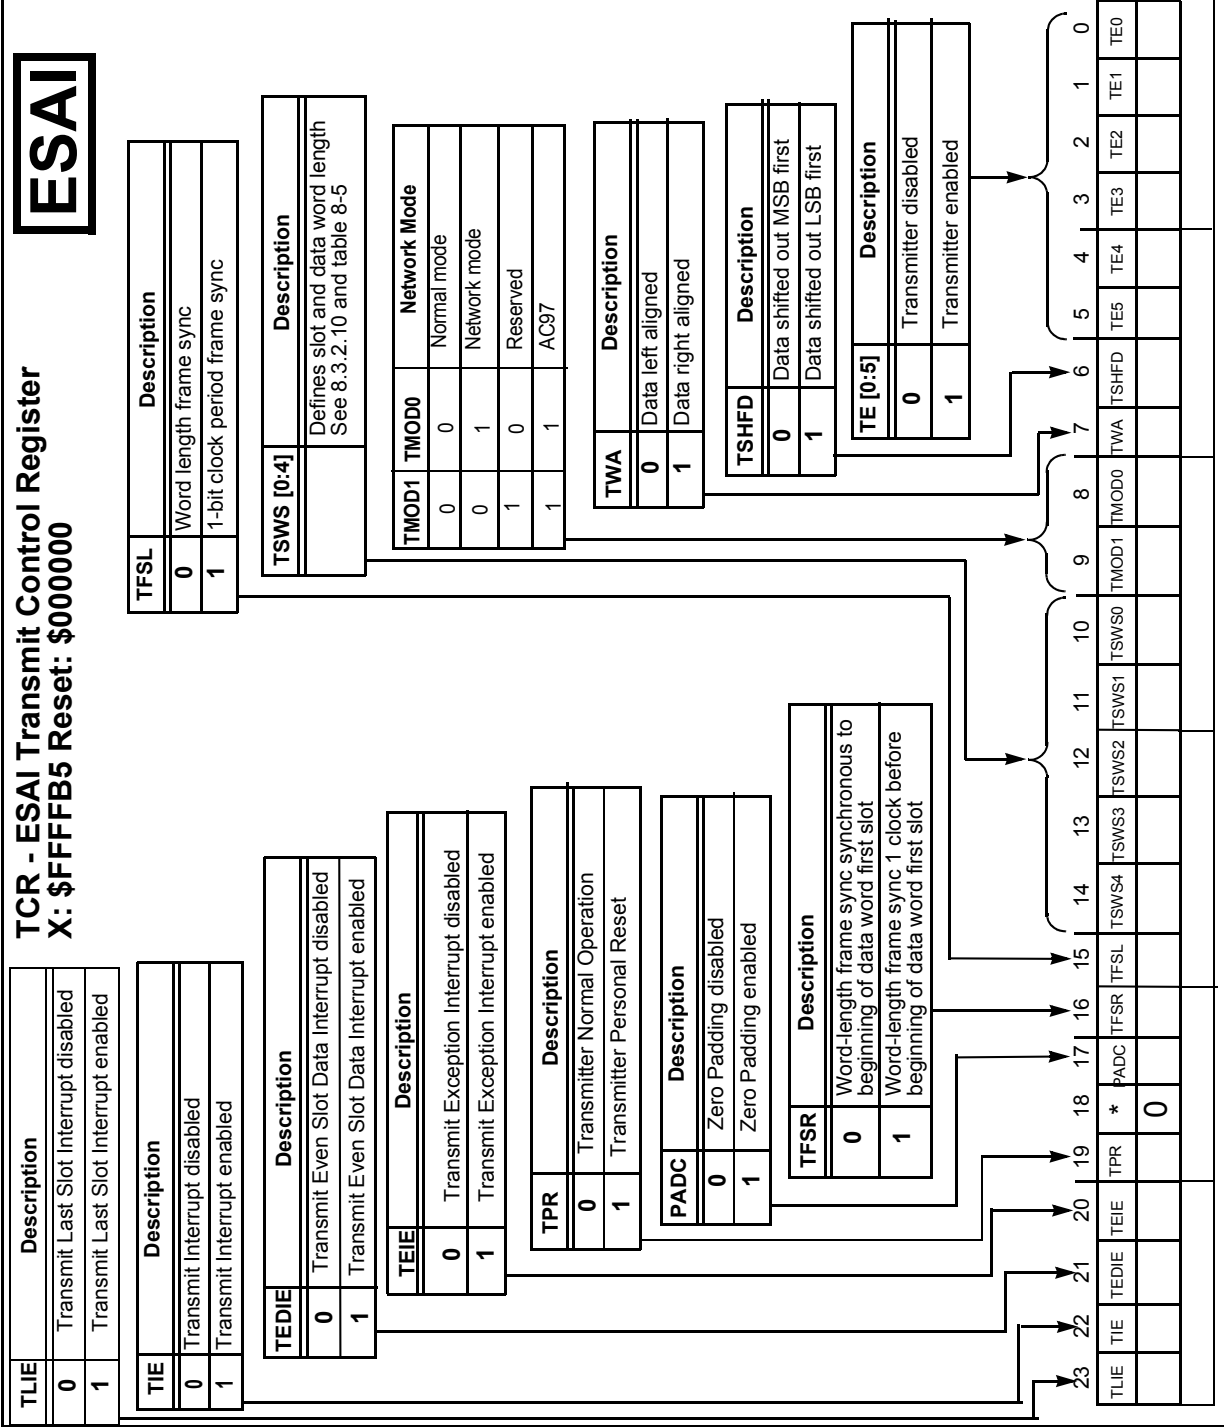 TCR - ESAI Transmit Control Register
X: $FFFFB5 Reset: $000000
ESAI
TLIE Description
0 Transmit Last Slot Interrupt disabled
1 Transmit Last Slot Interrupt enabled
TIE Description
0 Transmit Interrupt disabled
1 Transmit Interrupt enabled
TEDIE Description
0 Transmit Even Slot Data Interrupt disabled
1 Transmit Even Slot Data Interrupt enabled
TEIE Description
0 Transmit Exception Interrupt disabled
1 Transmit Exception Interrupt enabled
TPR Description
0 Transmitter Normal Operation
1 Transmitter Personal Reset
PADC Description
0 Zero Padding disabled
1 Zero Padding enabled
TFSR Description
0 Word-length frame sync synchronous to
beginning of data word first slot
1 Word-length frame sync 1 clock before
beginning of data word first slot
TFSL Description
0 Word length frame sync
1 1-bit clock period frame sync
TSWS [0:4] Description
Defines slot and data word length
See 8.3.2.10 and table 8-5
TMOD1 TMOD0 Network Mode
0 0 Normal mode
0 1 Network mode
1 0 Reserved
1 1 AC97
TWA Description
0 Data left aligned
1 Data right aligned
TSHFD Description
0 Data shifted out MSB first
1 Data shifted out LSB first
TE [0:5] Description
0 Transmitter disabled
1 Transmitter enabled
23 22 21 20 19 18 17 16 15 14 13 12 11 10 9 8 7 6 5 4 3 2 1 0
TLIE TIE TEDIE TEIE TPR * PADC TFSR TFSL TSWS4 TSWS3 TSWS2 TSWS1 TSWS0 TMOD1 TMOD0 TWA TSHFD TE5 TE4 TE3 TE2 TE1 TE0
0